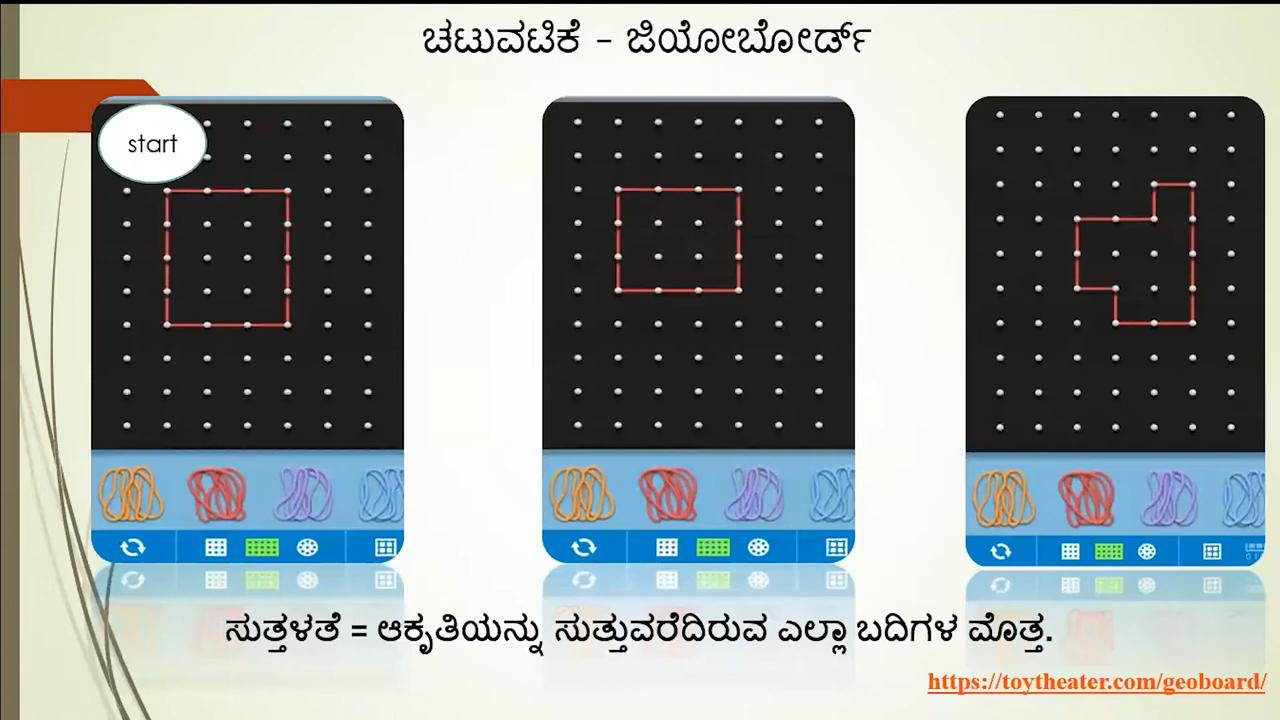 ಚಟುವಟಿಕೆ – ಜಿಯೋಬೋರ್ಡ್
start
ಸುತ್ತಳತೆ = ಆಕೃತಿಯನ್ನು ಸುತ್ತುವರೆದಿರುವ ಎಲ್ಲಾ ಬದಿಗಳ ಮೊತ್ತ.
https://toytheater.com/geoboard/